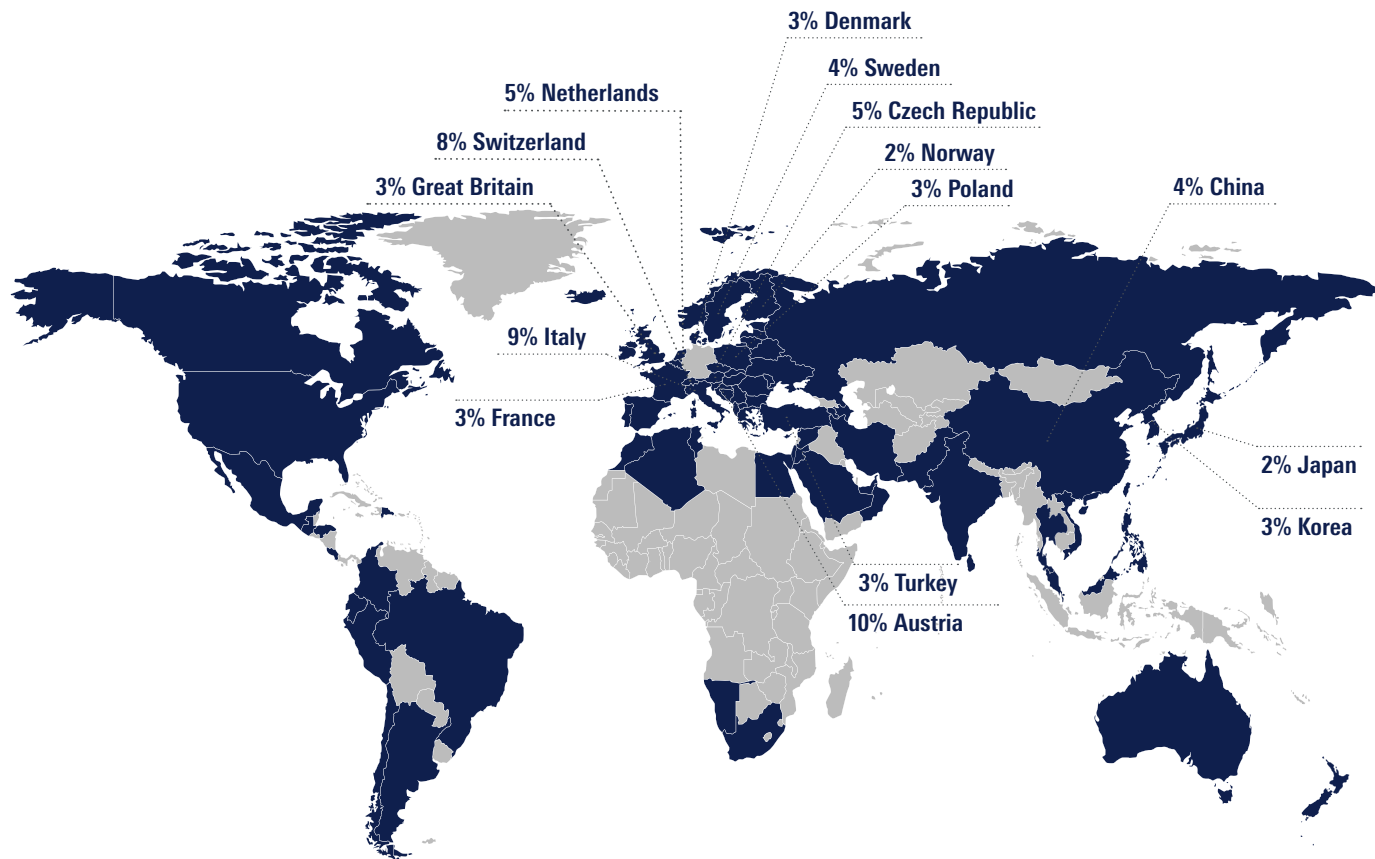 3% Denmark
4% Sweden
5% Netherlands
5% Czech Republic
8% Switzerland
2% Norway
3% Great Britain
3% Poland
4% China
9% Italy
3% France
2% Japan
3% Korea
3% Turkey
10% Austria